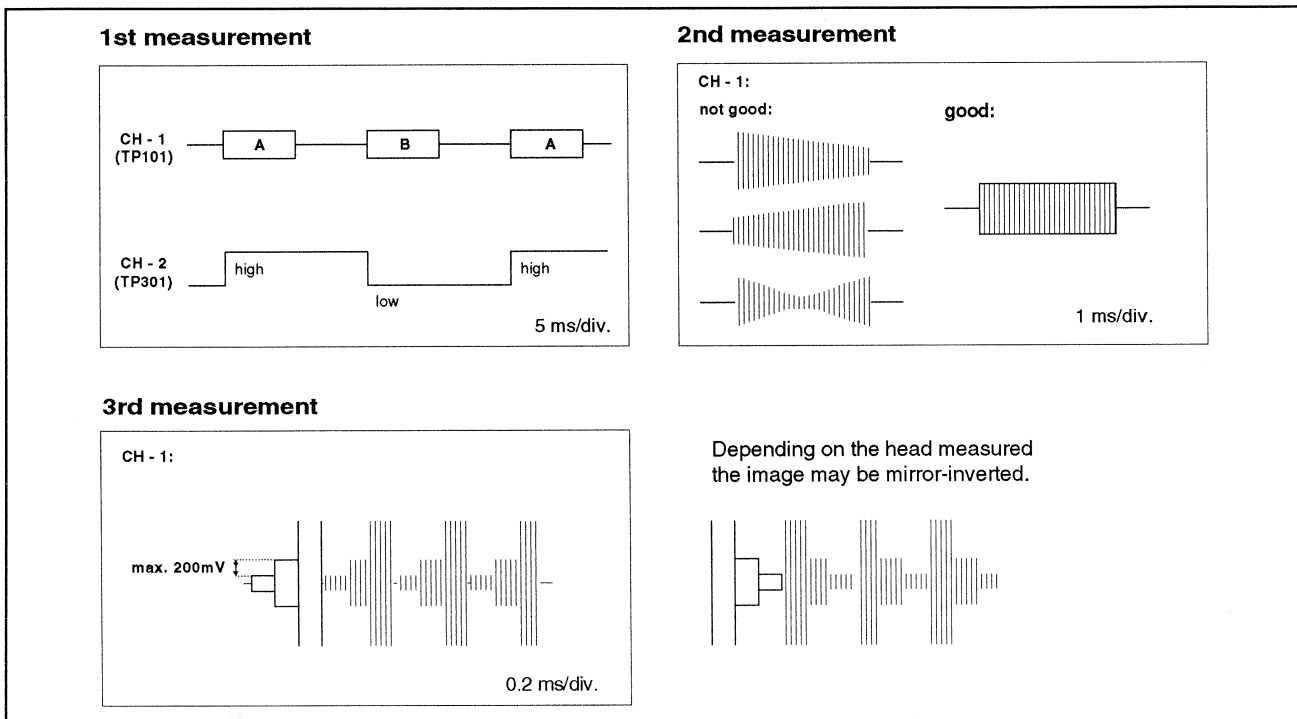 1st measurement
CH - 1
(TP101)
A
B
A
CH - 2
(TP301)
high
low
high
5 ms/div.
2nd measurement
CH - 1:
not good:
good:
1 ms/div.
3rd measurement
CH - 1:
max. 200mV
0.2 ms/div.
Depending on the head measured
the image may be mirror-inverted.